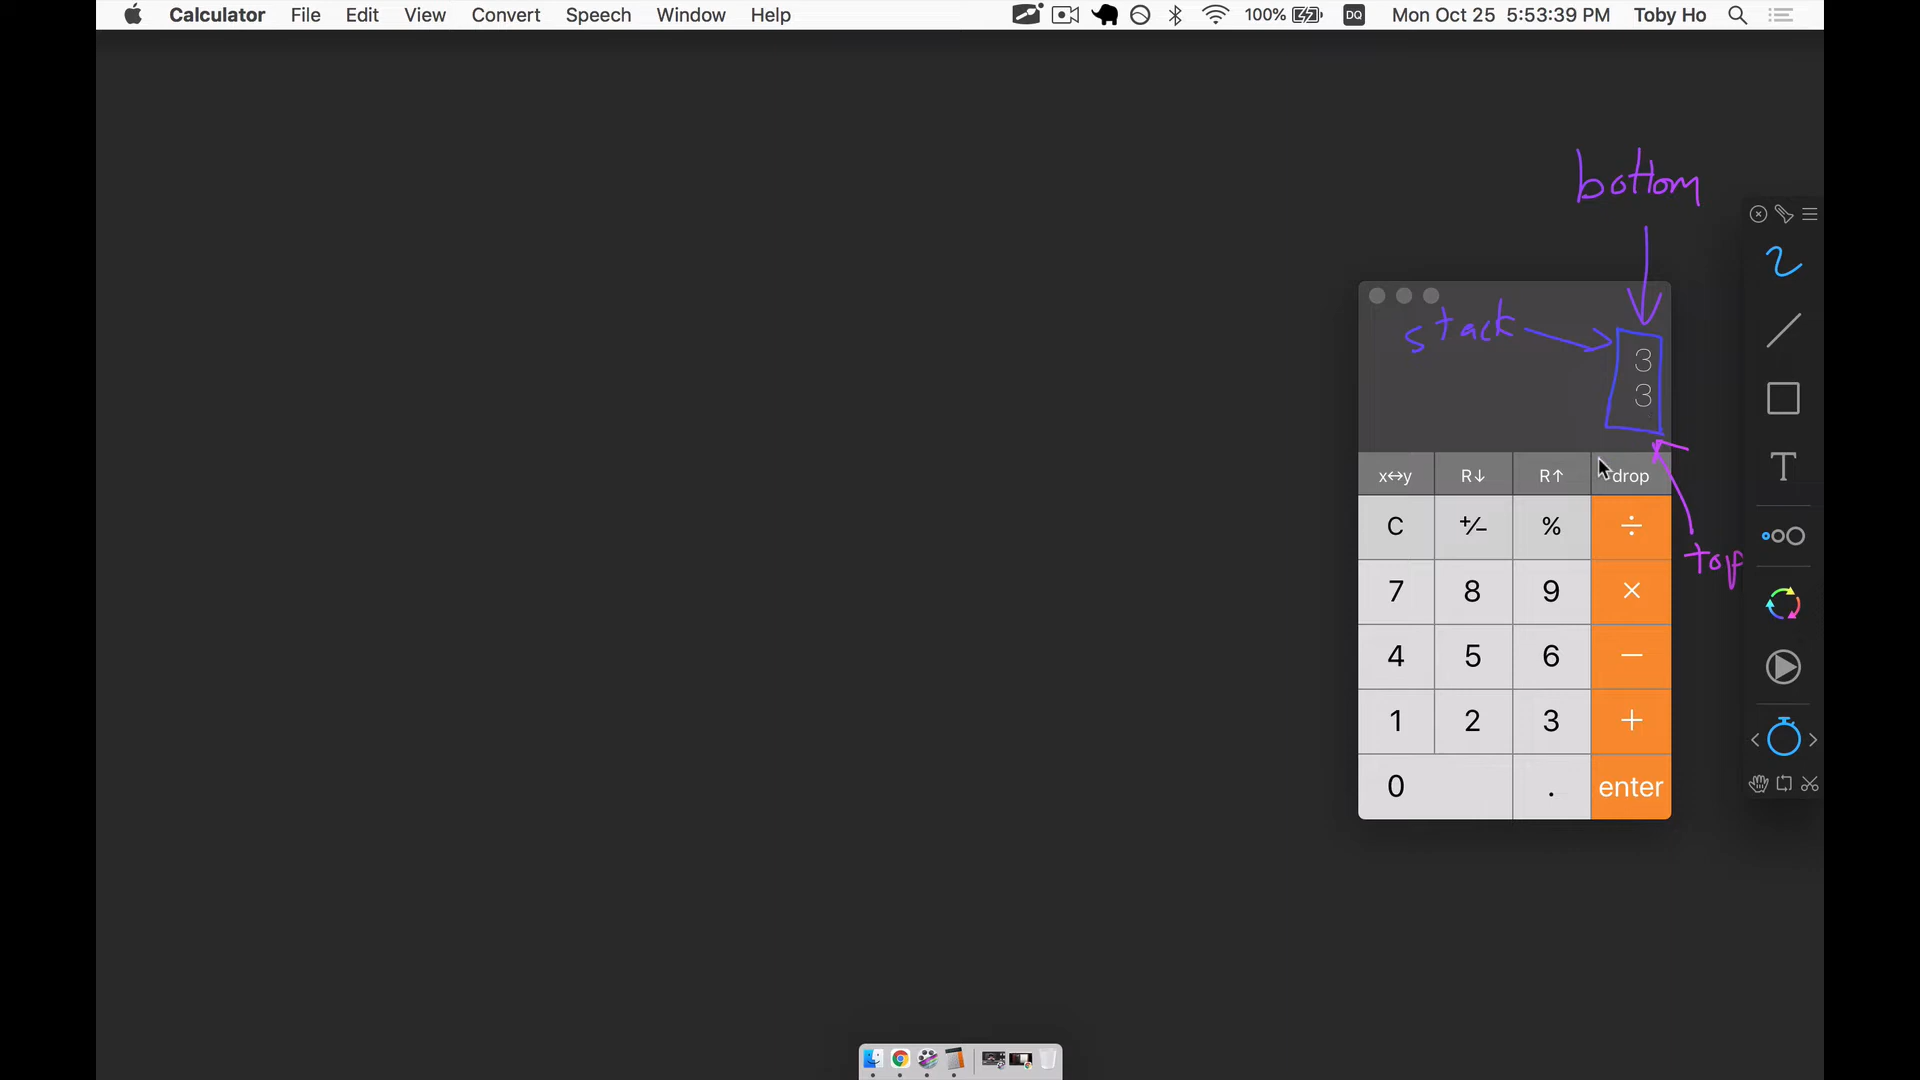 Calculator File Edit View Convert Speech Window Help 100% DQ Mon Oct 25 5:53:39 PM Toby Ho
bottom
stack
3
3
x↔y R↓ R↑ drop
C +/− % ÷
top
7 8 9 ×
4 5 6 −
1 2 3 +
0 . enter